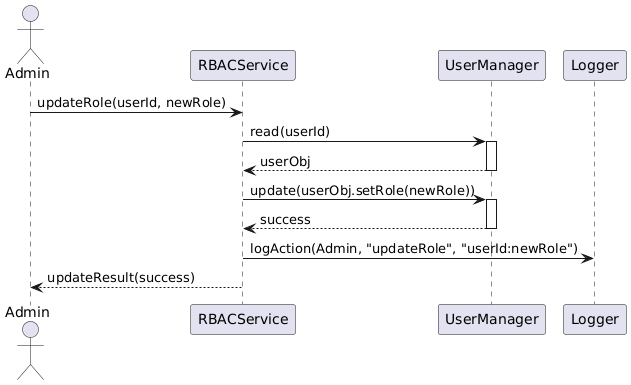 Admin
RBACService
UserManager
Logger
updateRole(userId, newRole)
read(userId)
userObj
update(userObj.setRole(newRole))
success
logAction(Admin, "updateRole", "userId:newRole")
updateResult(success)
Admin
RBACService
UserManager
Logger